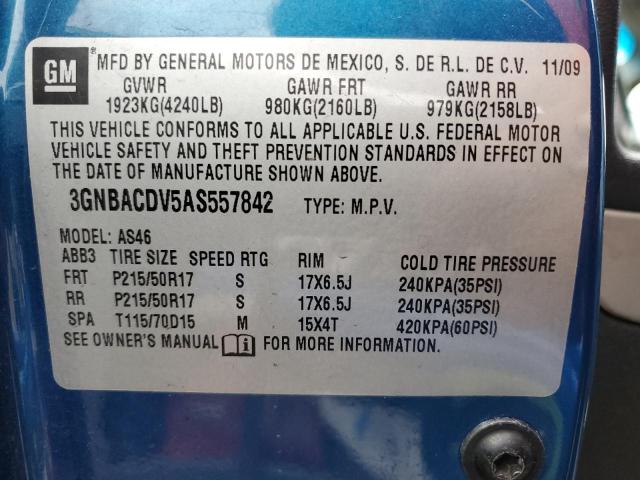 GM ® MFD BY GENERAL MOTORS DE MEXICO, S. DE R.L. DE C.V. 11/09
GVWR GAWR FRT GAWR RR
1923KG(4240LB) 980KG(2160LB) 979KG(2158LB)
THIS VEHICLE CONFORMS TO ALL APPLICABLE U.S. FEDERAL MOTOR
VEHICLE SAFETY AND THEFT PREVENTION STANDARDS IN EFFECT ON
THE DATE OF MANUFACTURE SHOWN ABOVE.
3GNBACDV5AS557842 TYPE: M.P.V.
MODEL: AS46
ABB3 TIRE SIZE SPEED RTG RIM COLD TIRE PRESSURE
FRT P215/50R17 S 17X6.5J 240KPA(35PSI)
RR P215/50R17 S 17X6.5J 240KPA(35PSI)
SPA T115/70D15 M 15X4T 420KPA(60PSI)
SEE OWNER'S MANUAL FOR MORE INFORMATION.